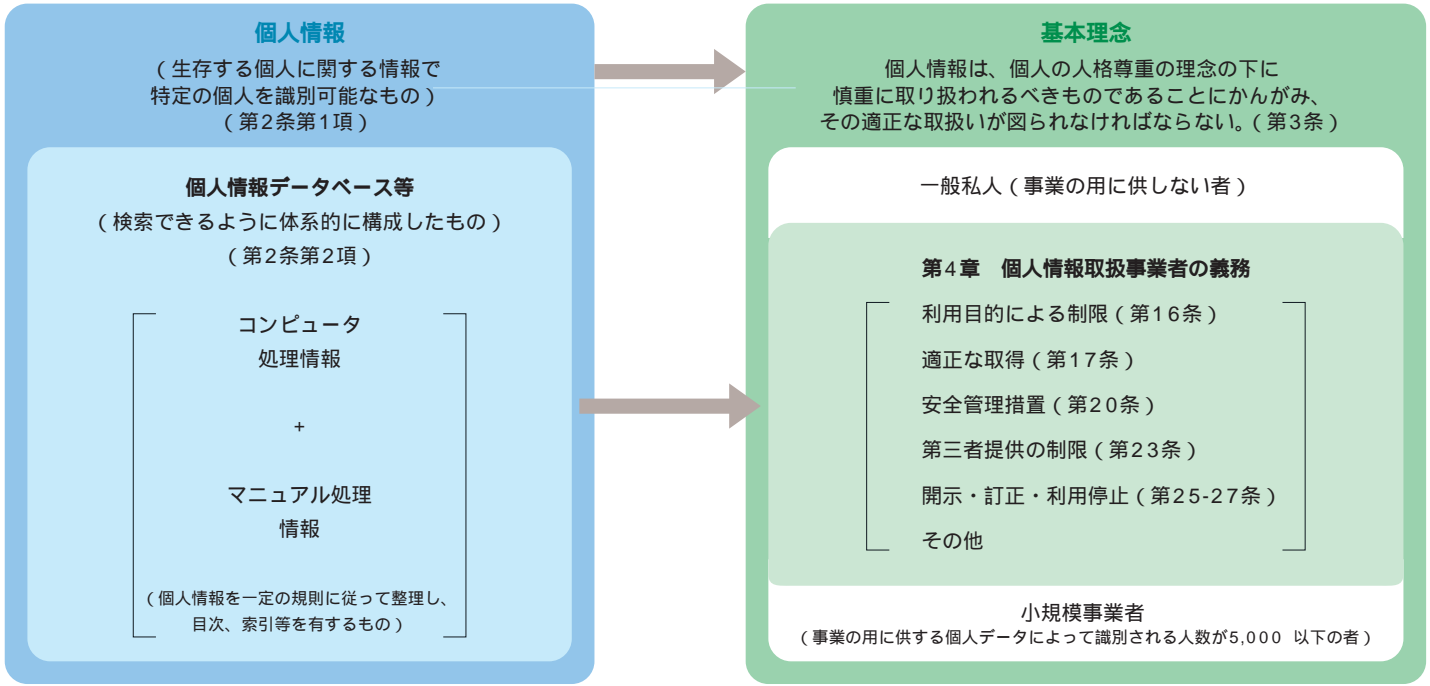 個人情報
（生存する個人に関する情報で
特定の個人を識別可能なもの）
（第2条第1項）
個人情報データベース等
（検索できるように体系的に構成したもの）
（第2条第2項）
コンピュータ
処理情報
+
マニュアル処理
情報
（個人情報を一定の規則に従って整理し、
目次、索引等を有するもの）
基本理念
個人情報は、個人の人格尊重の理念の下に
慎重に取り扱われるべきものであることにかんがみ、
その適正な取扱いが図られなければならない。（第3条）
一般私人（事業の用に供しない者）
第4章　個人情報取扱事業者の義務
利用目的による制限（第16条）
適正な取得（第17条）
安全管理措置（第20条）
第三者提供の制限（第23条）
開示・訂正・利用停止（第25-27条）
その他
小規模事業者
（事業の用に供する個人データによって識別される人数が5,000 以下の者）